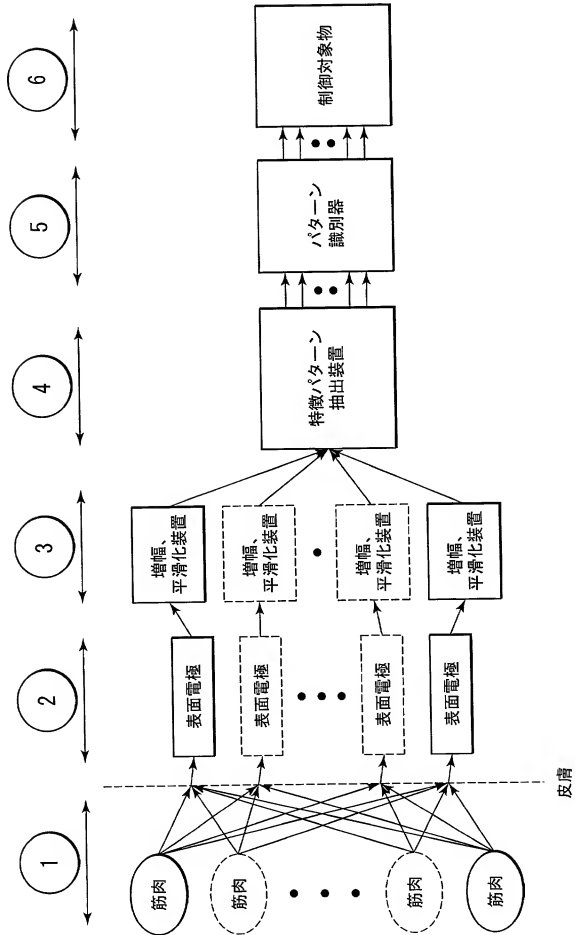 1
2
3
4
5
6
筋肉
筋肉
筋肉
筋肉
皮膚
表面電極
表面電極
表面電極
表面電極
増幅、
平滑化装置
増幅、
平滑化装置
増幅、
平滑化装置
増幅、
平滑化装置
特徴パターン
抽出装置
パターン
識別器
制御対象物